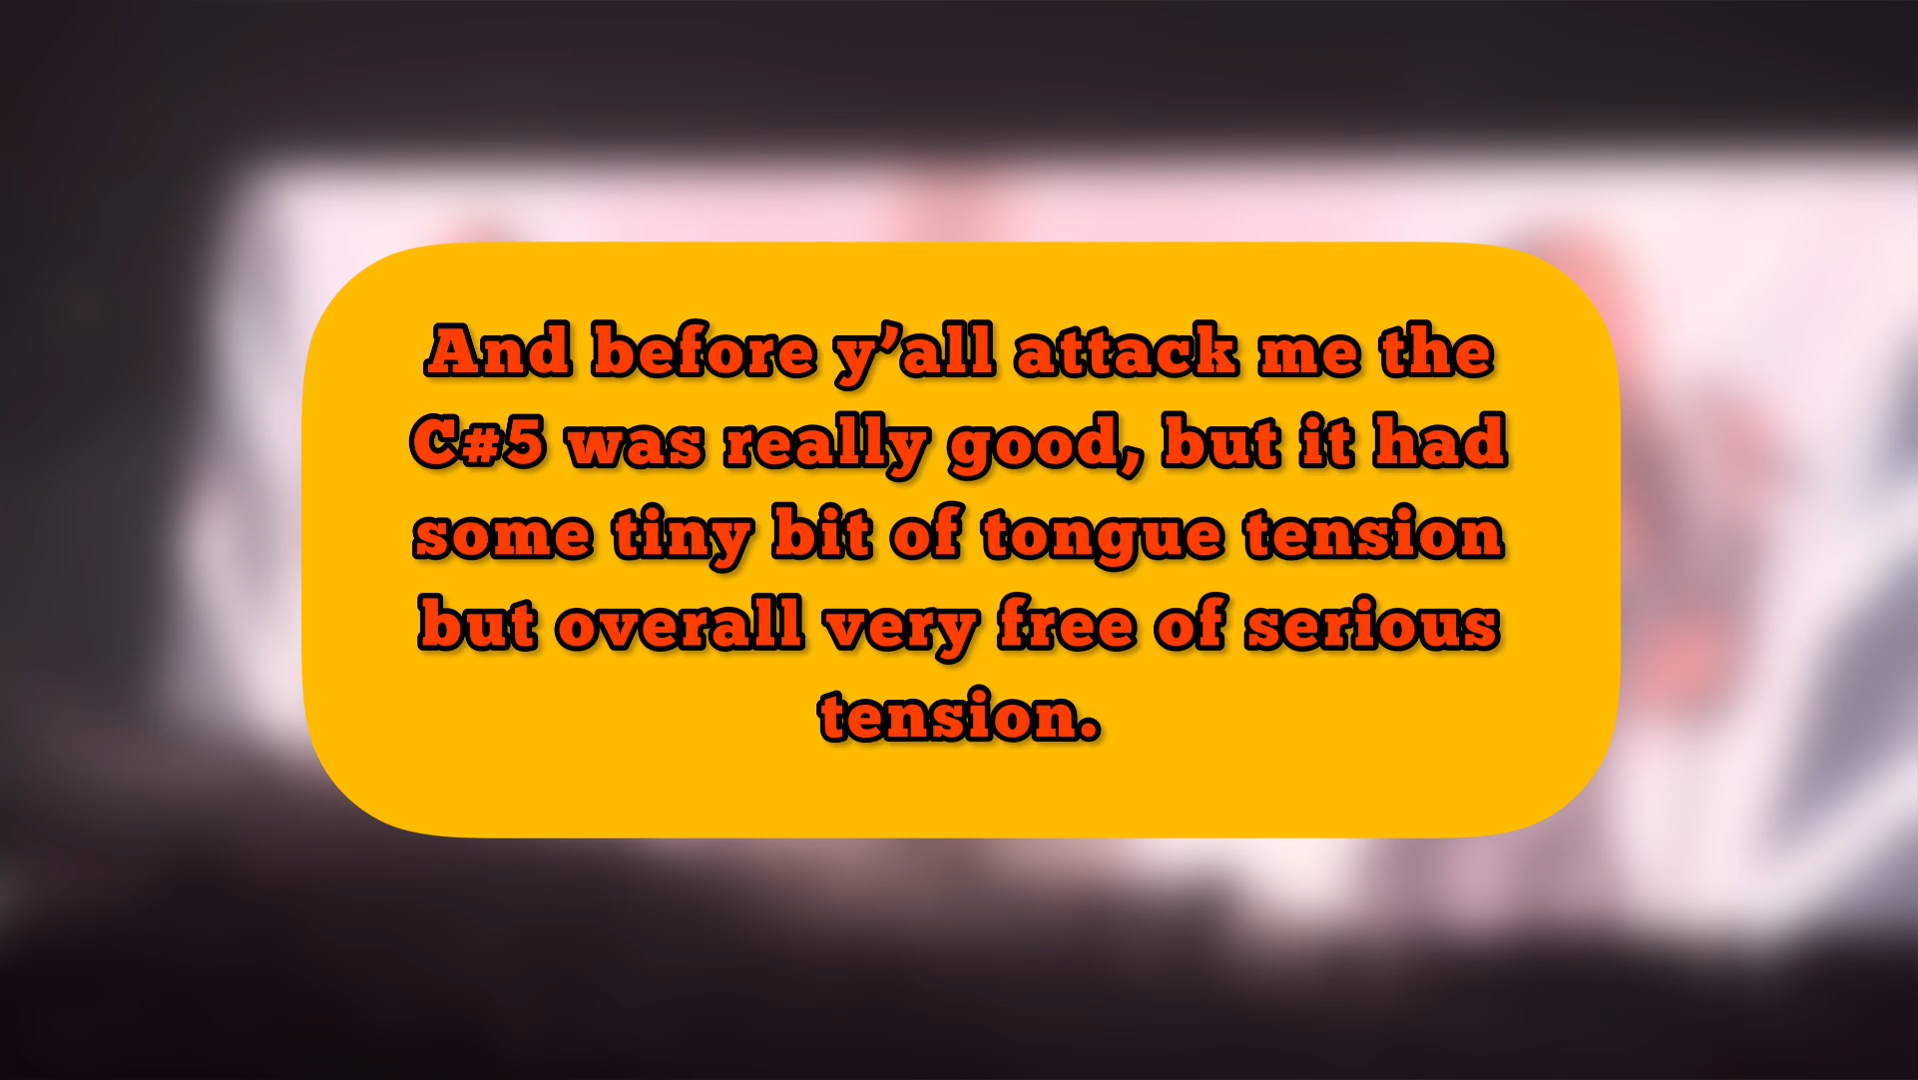 And before y’all attack me the
C#5 was really good, but it had
some tiny bit of tongue tension
but overall very free of serious
tension.